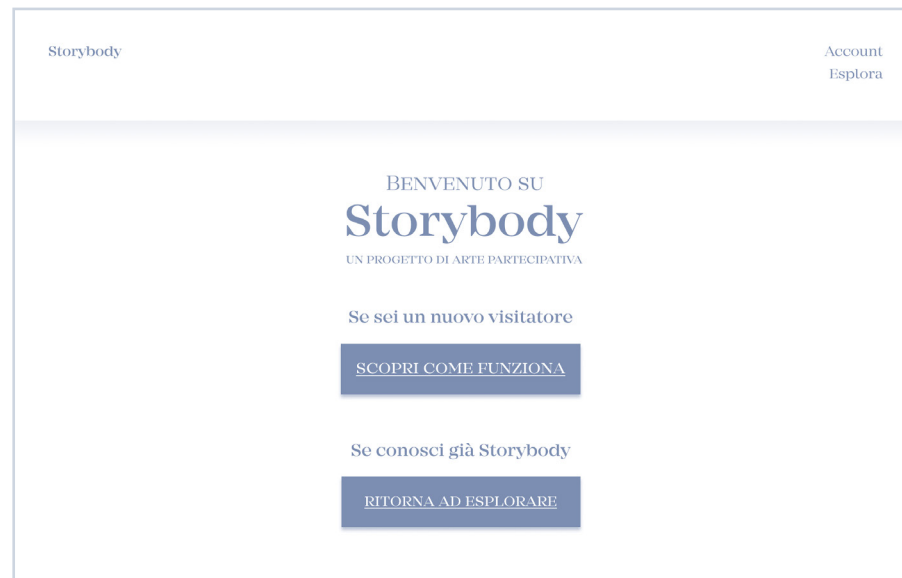 Storybody
Account
Esplora
BENVENUTO SU
Storybody
UN PROGETTO DI ARTE PARTECIPATIVA
Se sei un nuovo visitatore
SCOPRI COME FUNZIONA
Se conosci già Storybody
RITORNA AD ESPLORARE